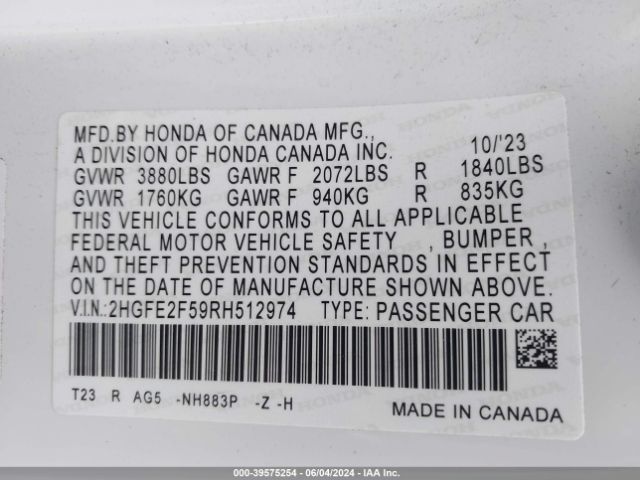 MFD.BY HONDA OF CANADA MFG.,
A DIVISION OF HONDA CANADA INC. 10/'23
GVWR 3880LBS GAWR F 2072LBS R 1840LBS
GVWR 1760KG GAWR F 940KG R 835KG
THIS VEHICLE CONFORMS TO ALL APPLICABLE
FEDERAL MOTOR VEHICLE SAFETY , BUMPER ,
AND THEFT PREVENTION STANDARDS IN EFFECT
ON THE DATE OF MANUFACTURE SHOWN ABOVE.
V.I.N.:2HGFE2F59RH512974 TYPE: PASSENGER CAR
T23 R AG5 -NH883P -Z -H
MADE IN CANADA
000-39575254 - 06/04/2024 - IAA Inc.